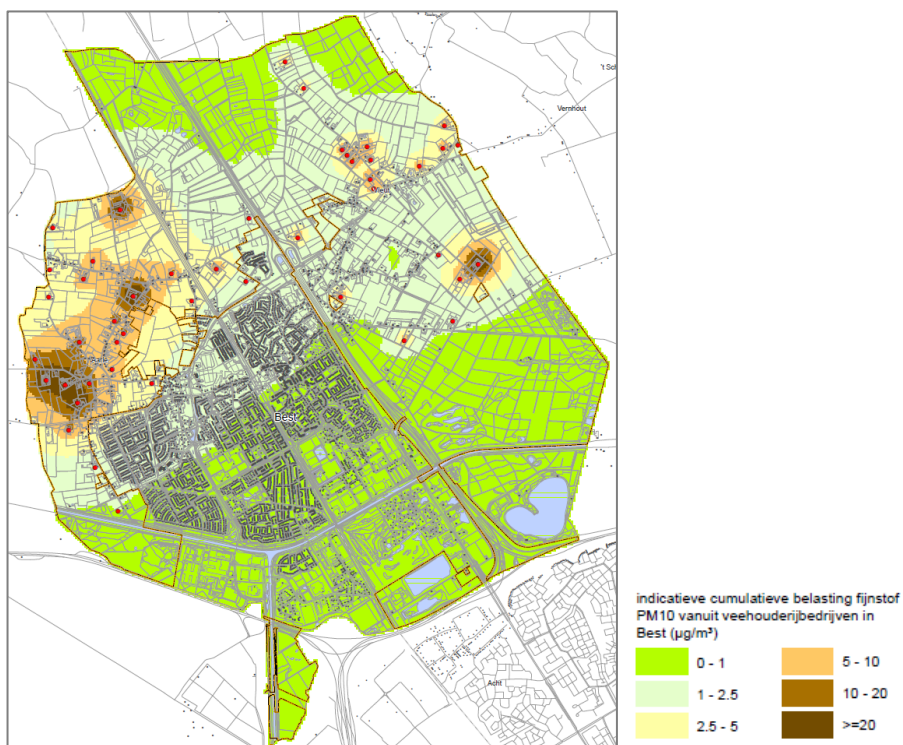 't Sch
Vernhout
Best
Acht
indicatieve cumulatieve belasting fijnstof
PM10 vanuit veehouderijbedrijven in
Best (µg/m³)
0 - 1
5 - 10
1 - 2.5
10 - 20
2.5 - 5
>=20